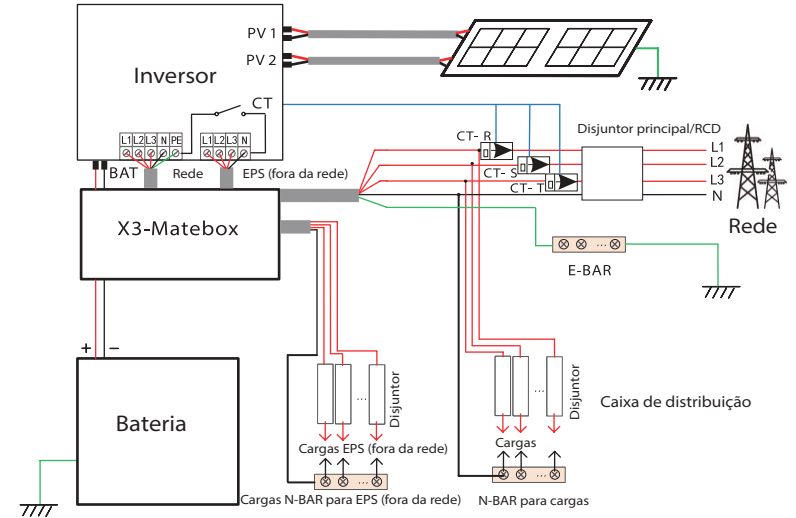 PV 1
PV 2
Inversor
CT
L1 L2 L3 N PE
L1 L2 L3 N
BAT
Rede
EPS (fora da rede)
CT- R
CT- S
CT- T
Disjuntor principal/RCD
L1
L2
L3
N
Rede
X3-Matebox
E-BAR
+
−
Bateria
Disjuntor
...
Cargas EPS (fora da rede)
Cargas N-BAR para EPS (fora da rede)
...
Disjuntor
...
Cargas
N-BAR para cargas
...
Caixa de distribuição
...